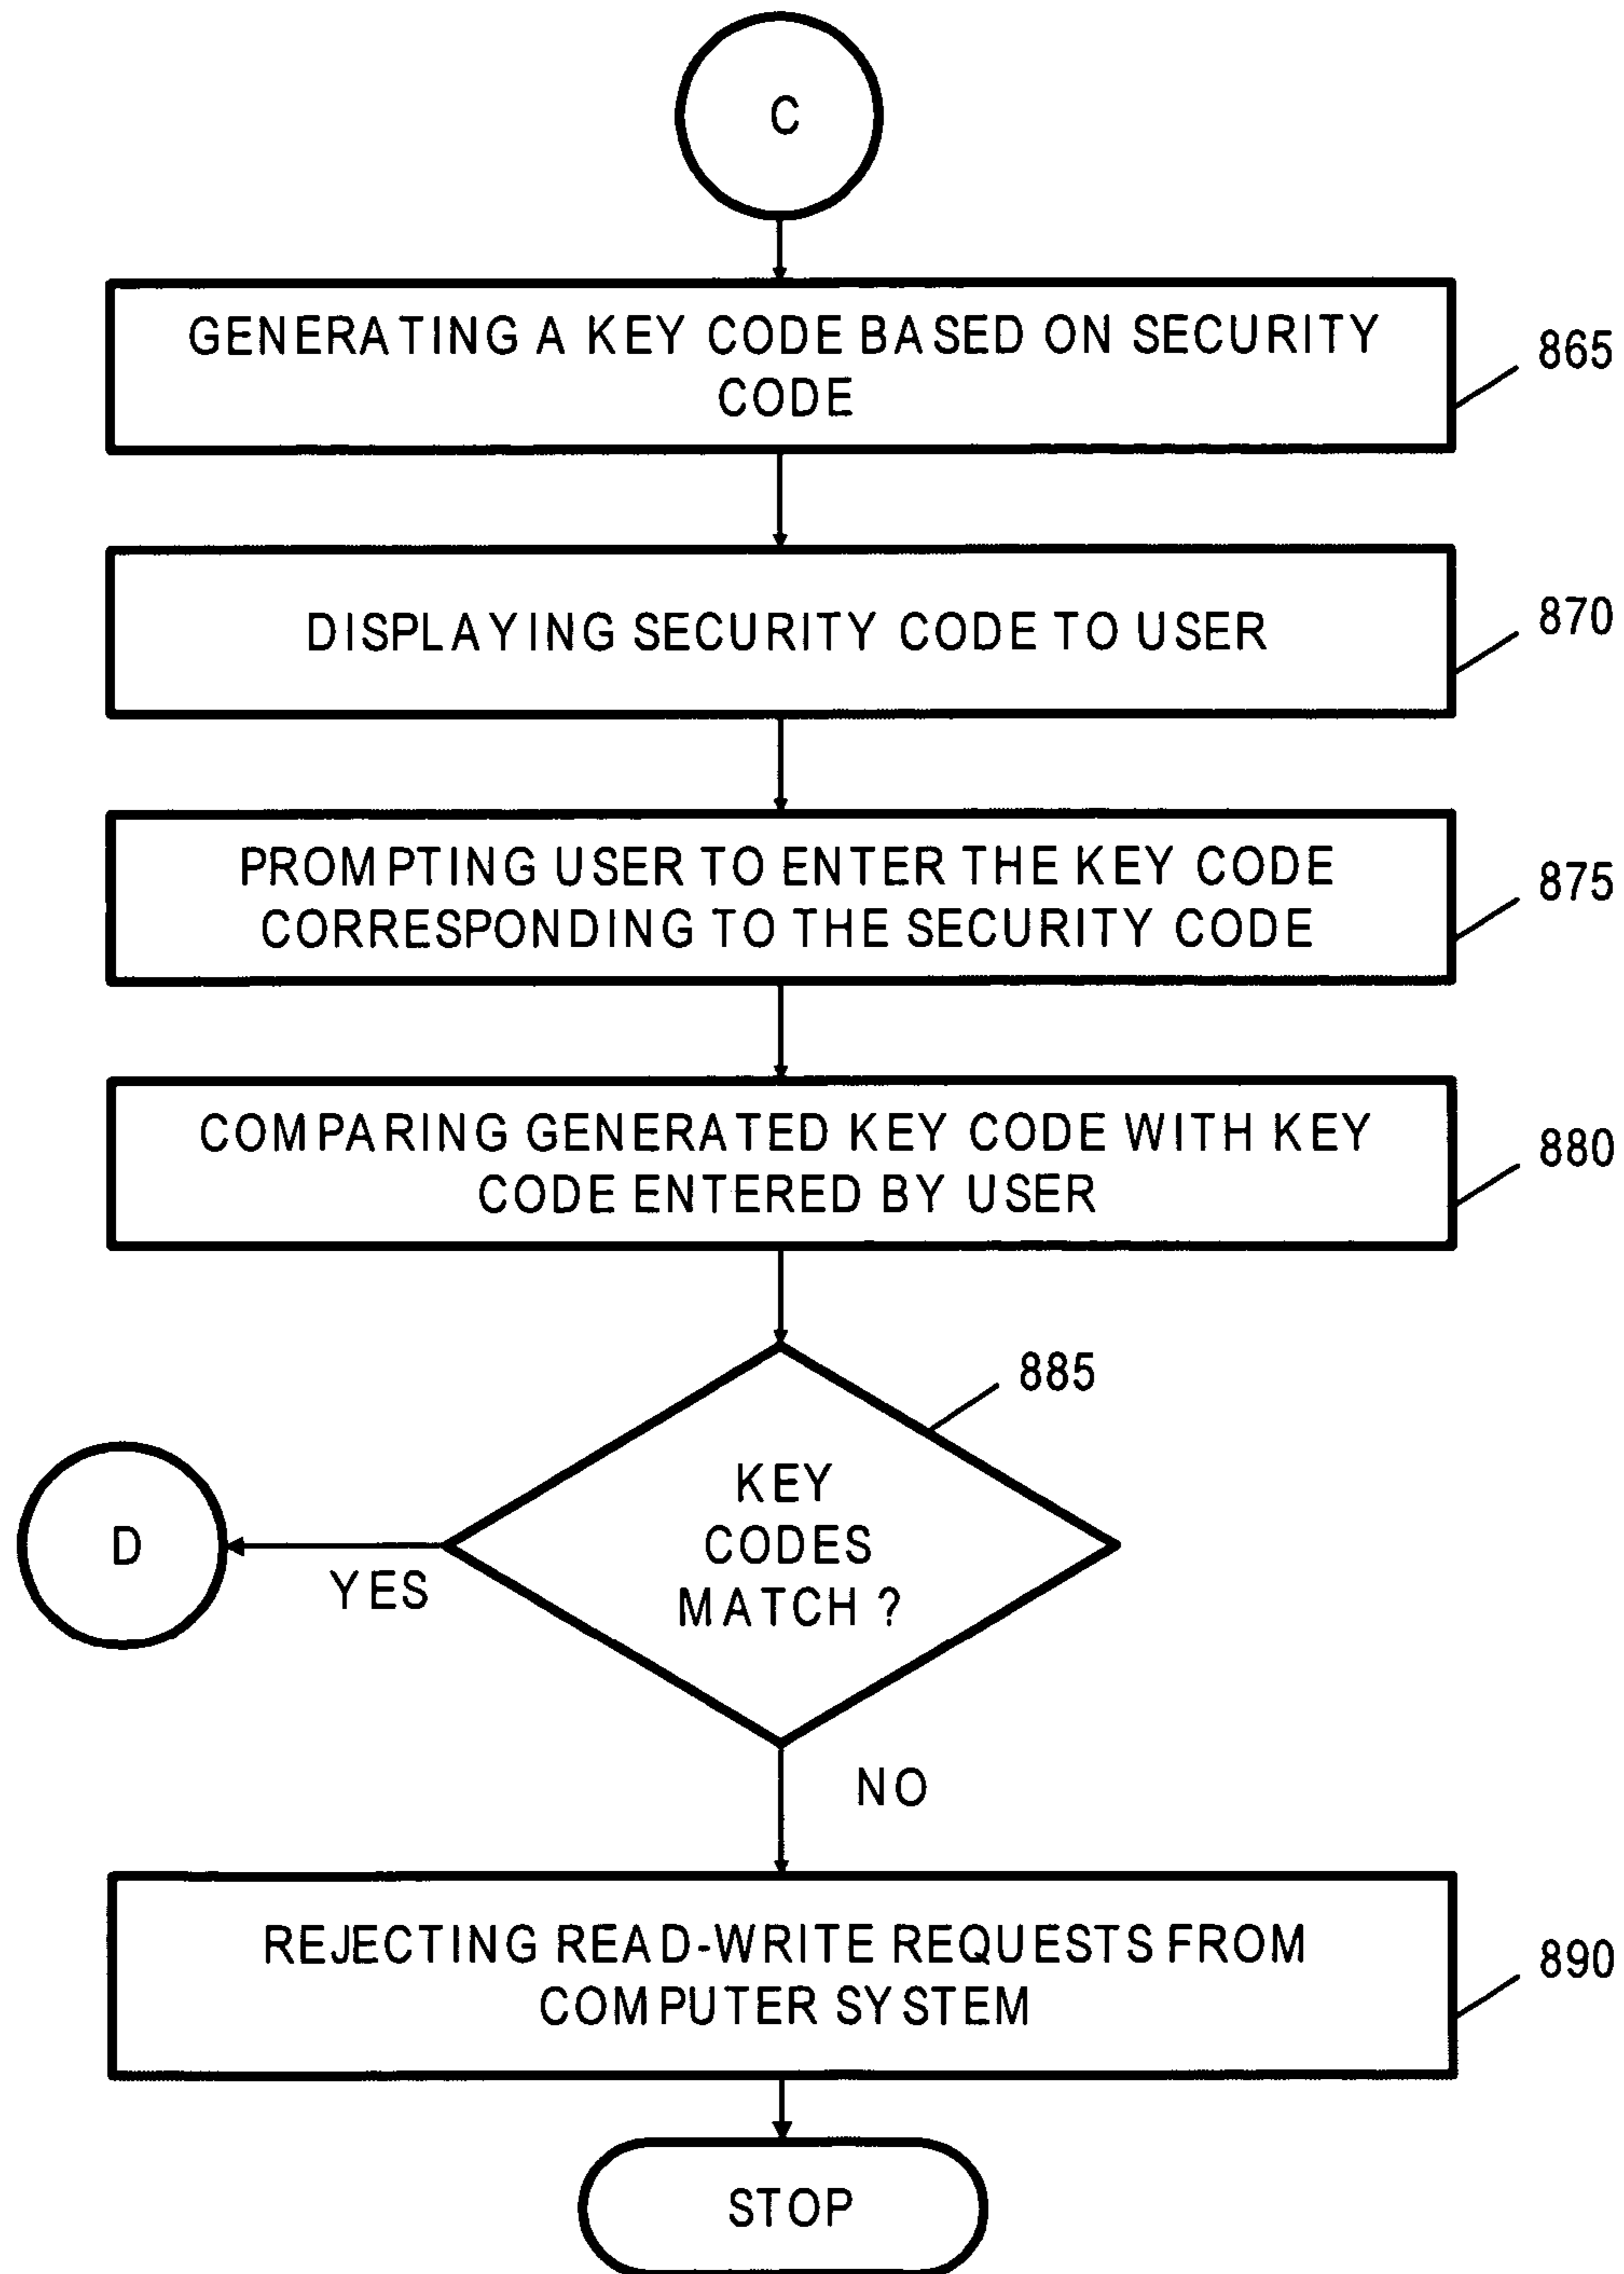 C
GENERATING A KEY CODE BASED ON SECURITY
CODE
865
DISPLAYING SECURITY CODE TO USER
870
PROMPTING USER TO ENTER THE KEY CODE
CORRESPONDING TO THE SECURITY CODE
875
COMPARING GENERATED KEY CODE WITH KEY
CODE ENTERED BY USER
880
885
KEY
CODES
MATCH ?
D
YES
NO
REJECTING READ-WRITE REQUESTS FROM
COMPUTER SYSTEM
890
STOP